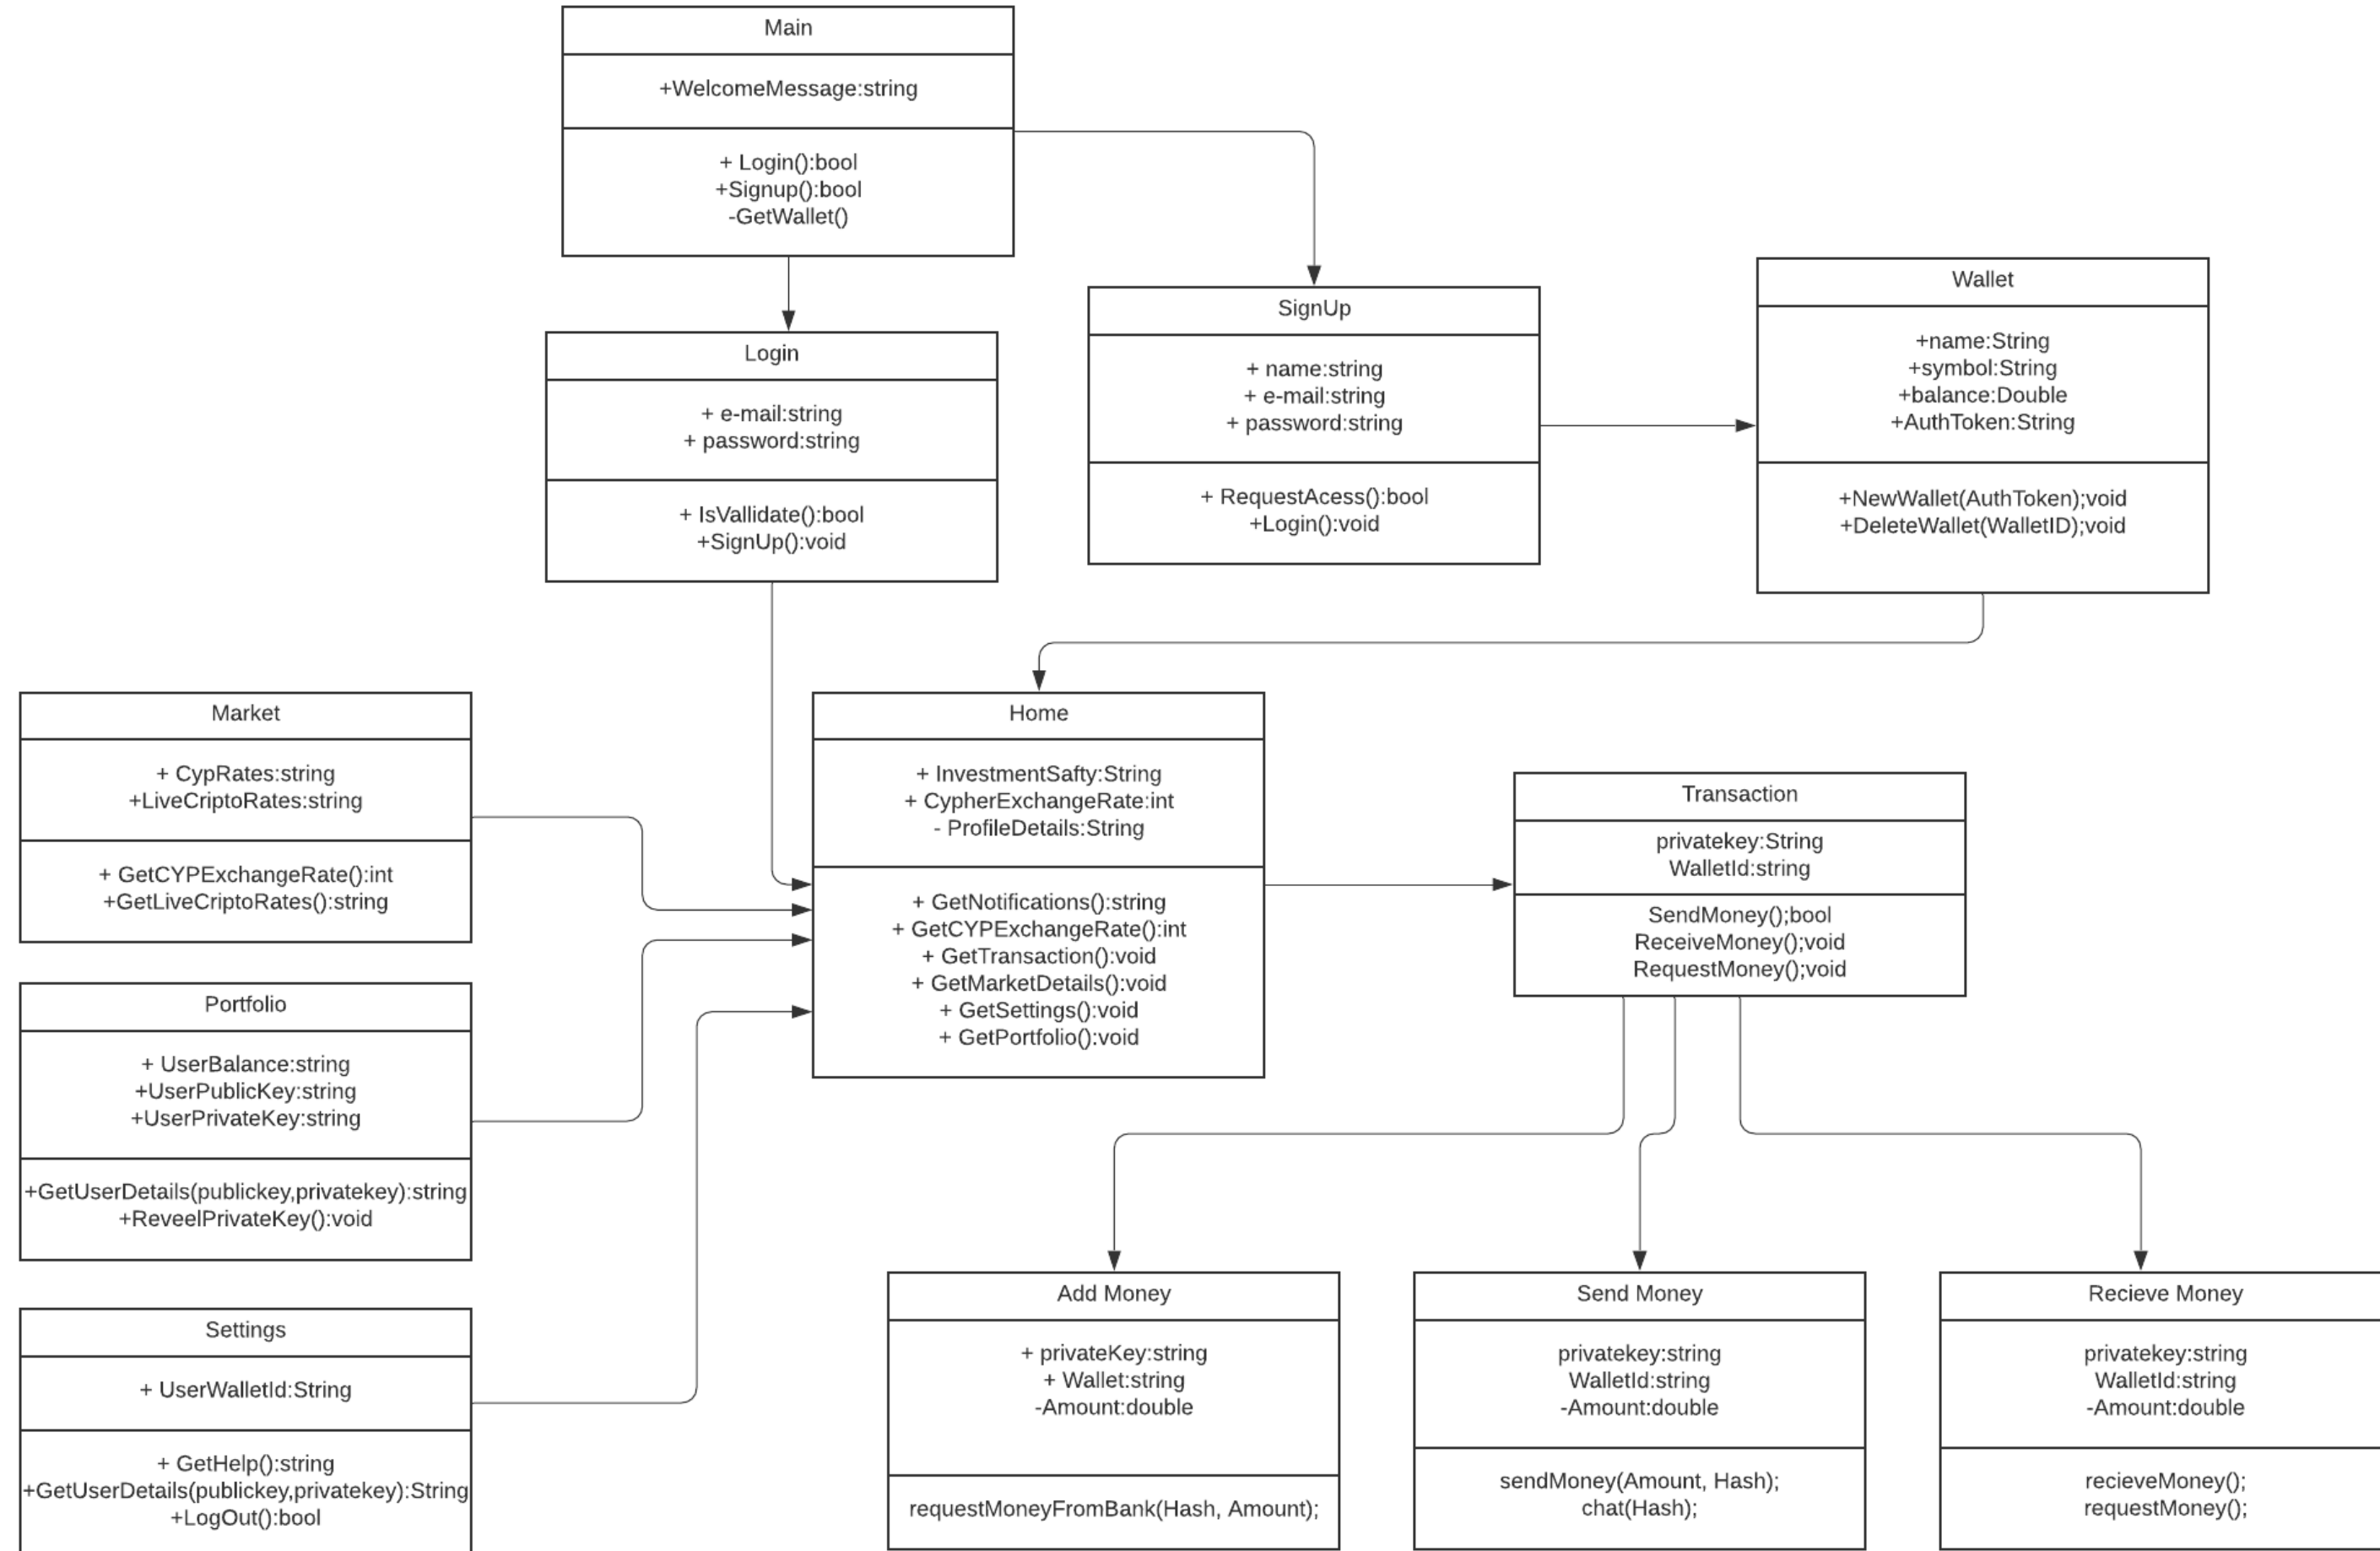 Main
+WelcomeMessage:string
+ Login():bool
+Signup():bool
-GetWallet()
Login
+ e-mail:string
+ password:string
+ IsVallidate():bool
+SignUp():void
SignUp
+ name:string
+ e-mail:string
+ password:string
+ RequestAcess():bool
+Login():void
Wallet
+name:String
+symbol:String
+balance:Double
+AuthToken:String
+NewWallet(AuthToken);void
+DeleteWallet(WalletID);void
Market
+ CypRates:string
+LiveCriptoRates:string
+ GetCYPExchangeRate():int
+GetLiveCriptoRates():string
Portfolio
+ UserBalance:string
+UserPublicKey:string
+UserPrivateKey:string
+GetUserDetails(publickey,privatekey):string
+ReveelPrivateKey():void
Settings
+ UserWalletId:String
+ GetHelp():string
+GetUserDetails(publickey,privatekey):String
+LogOut():bool
Home
+ InvestmentSafty:String
+ CypherExchangeRate:int
- ProfileDetails:String
+ GetNotifications():string
+ GetCYPExchangeRate():int
+ GetTransaction():void
+ GetMarketDetails():void
+ GetSettings():void
+ GetPortfolio():void
Transaction
privatekey:String
WalletId:string
SendMoney();bool
ReceiveMoney();void
RequestMoney();void
Add Money
+ privateKey:string
+ Wallet:string
-Amount:double
requestMoneyFromBank(Hash, Amount);
Send Money
privatekey:string
WalletId:string
-Amount:double
sendMoney(Amount, Hash);
chat(Hash);
Recieve Money
privatekey:string
WalletId:string
-Amount:double
recieveMoney();
requestMoney();